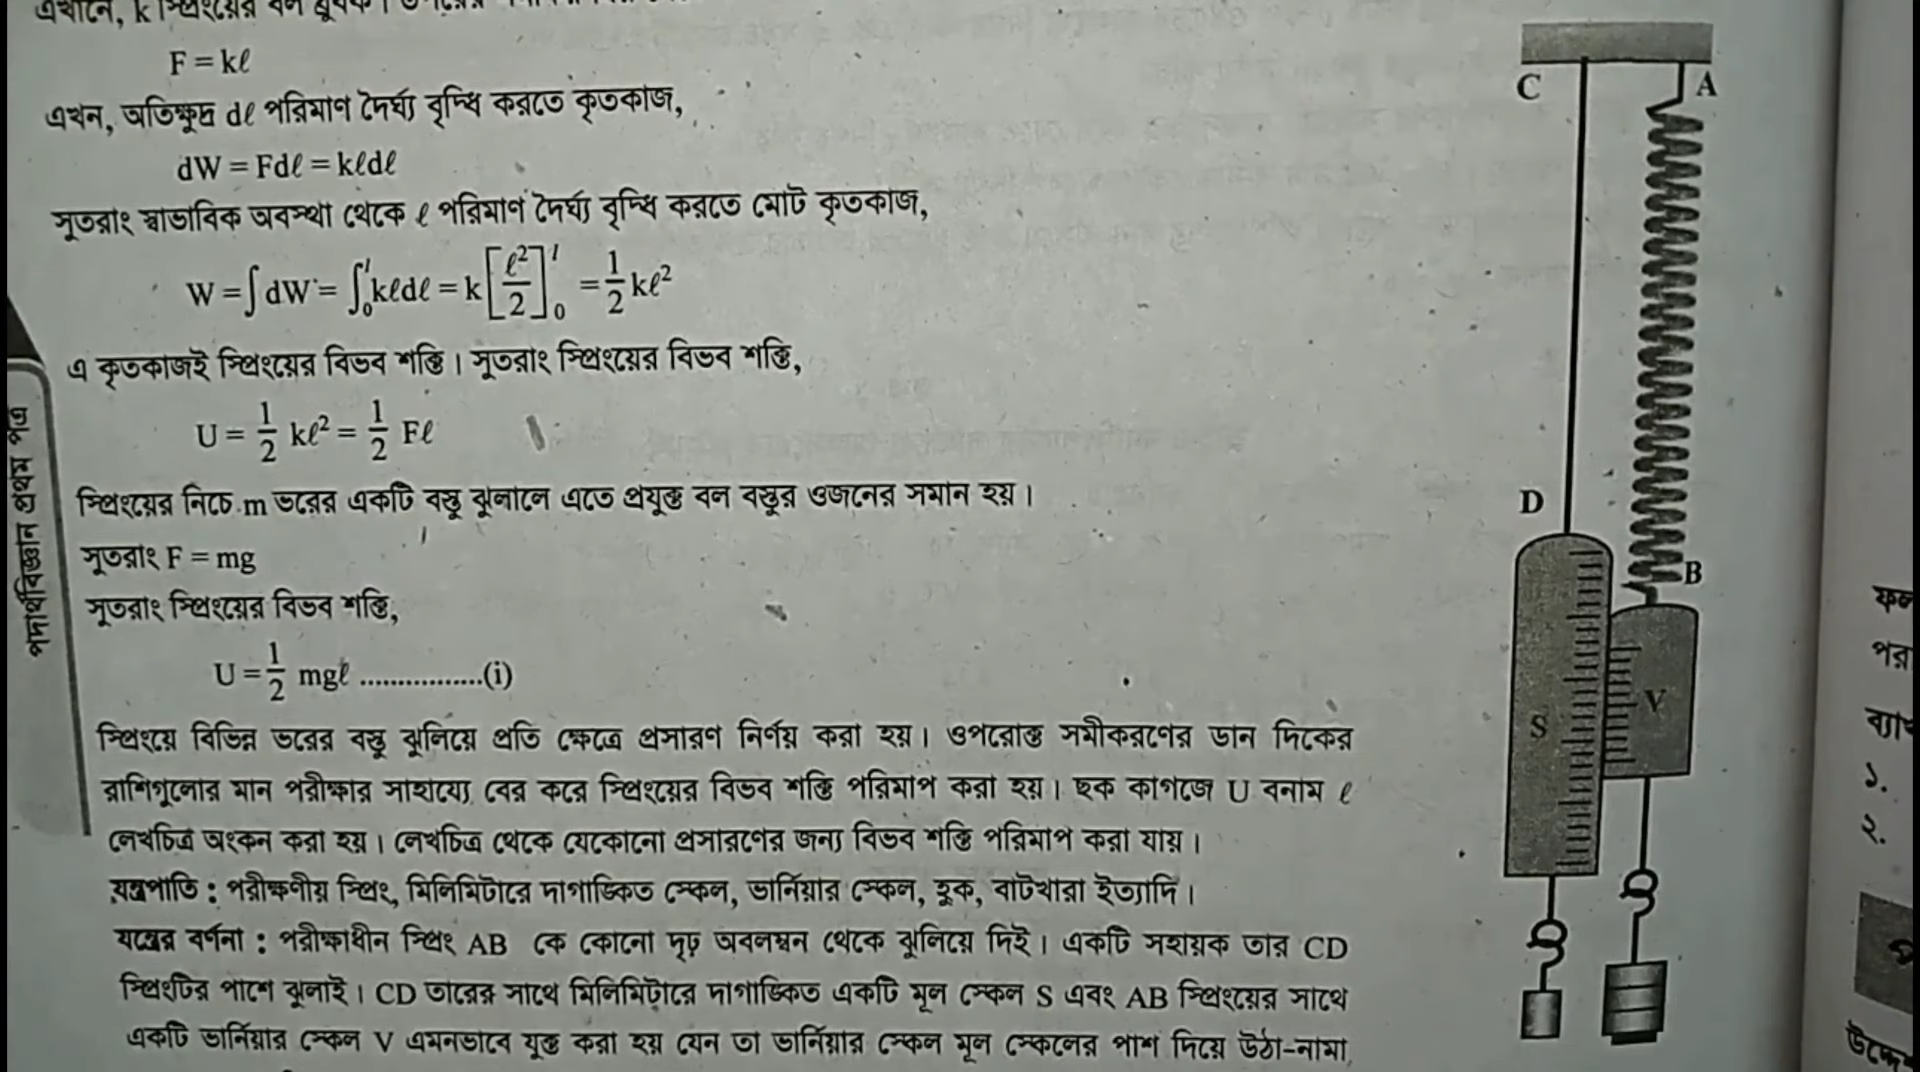 এখানে, k স্প্রিংয়ের বল ধ্রুবক।
F = kℓ
এখন, অতিক্ষুদ্র dℓ পরিমাণ দৈর্ঘ্য বৃদ্ধি করতে কৃতকাজ,
dW = Fdℓ = kℓdℓ
সুতরাং স্বাভাবিক অবস্থা থেকে ℓ পরিমাণ দৈর্ঘ্য বৃদ্ধি করতে মোট কৃতকাজ,
W = ∫ dW = ∫₀ˡ kℓdℓ = k [ℓ²/2]₀ˡ = 1/2 kℓ²
এ কৃতকাজই স্প্রিংয়ের বিভব শক্তি। সুতরাং স্প্রিংয়ের বিভব শক্তি,
U = 1/2 kℓ² = 1/2 Fℓ
স্প্রিংয়ের নিচে m ভরের একটি বস্তু ঝুলালে এতে প্রযুক্ত বল বস্তুর ওজনের সমান হয়।
সুতরাং F = mg
সুতরাং স্প্রিংয়ের বিভব শক্তি,
U = 1/2 mgℓ ................(i)
স্প্রিংয়ে বিভিন্ন ভরের বস্তু ঝুলিয়ে প্রতি ক্ষেত্রে প্রসারণ নির্ণয় করা হয়। ওপরোক্ত সমীকরণের ডান দিকের
রাশিগুলোর মান পরীক্ষার সাহায্যে বের করে স্প্রিংয়ের বিভব শক্তি পরিমাপ করা হয়। ছক কাগজে U বনাম ℓ
লেখচিত্র অংকন করা হয়। লেখচিত্র থেকে যেকোনো প্রসারণের জন্য বিভব শক্তি পরিমাপ করা যায়।
যন্ত্রপাতি : পরীক্ষণীয় স্প্রিং, মিলিমিটারে দাগাঙ্কিত স্কেল, ভার্নিয়ার স্কেল, হুক, বাটখারা ইত্যাদি।
যন্ত্রের বর্ণনা : পরীক্ষাধীন স্প্রিং AB কে কোনো দৃঢ় অবলম্বন থেকে ঝুলিয়ে দিই। একটি সহায়ক তার CD
স্প্রিংটির পাশে ঝুলাই। CD তারের সাথে মিলিমিটারে দাগাঙ্কিত একটি মূল স্কেল S এবং AB স্প্রিংয়ের সাথে
একটি ভার্নিয়ার স্কেল V এমনভাবে যুক্ত করা হয় যেন তা ভার্নিয়ার স্কেল মূল স্কেলের পাশ দিয়ে উঠা-নামা
পদার্থবিজ্ঞান প্রথম পত্র
C
A
D
B
S
V
১.
২.